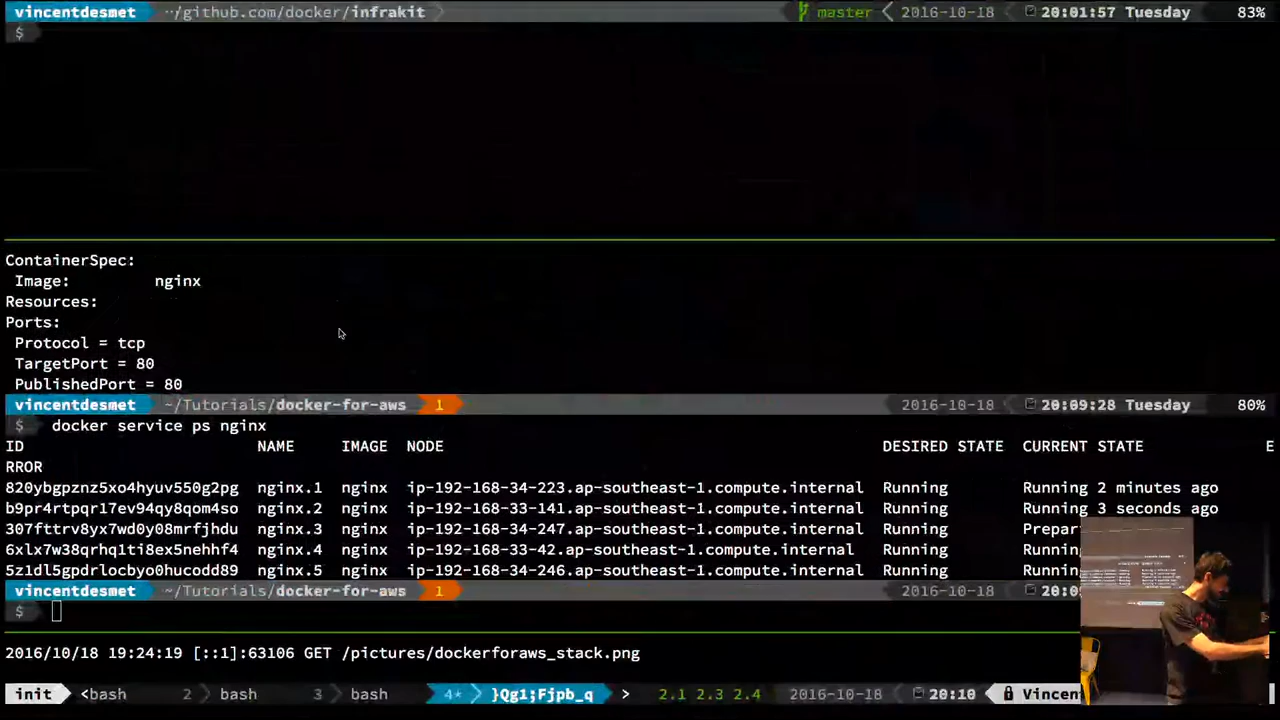 vincentdesmet ~/github.com/docker/infrakit master 2016-10-18 20:01:57 Tuesday 83%
$
ContainerSpec:
Image: nginx
Resources:
Ports:
Protocol = tcp
TargetPort = 80
PublishedPort = 80
vincentdesmet ~/Tutorials/docker-for-aws 1 2016-10-18 20:09:28 Tuesday 80%
$ docker service ps nginx
ID NAME IMAGE NODE DESIRED STATE CURRENT STATE E
RROR
820ybgpznz5xo4hyuv550g2pg nginx.1 nginx ip-192-168-34-223.ap-southeast-1.compute.internal Running Running 2 minutes ago
b9pr4rtpqr17ev94qy8qom4so nginx.2 nginx ip-192-168-33-141.ap-southeast-1.compute.internal Running Running 3 seconds ago
307fttrv8yx7wd0y08mrfjhdu nginx.3 nginx ip-192-168-34-247.ap-southeast-1.compute.internal Running Prepar
6xlx7w38qrhq1ti8ex5nehhf4 nginx.4 nginx ip-192-168-33-42.ap-southeast-1.compute.internal Running Running
5z1dl5gpdrlocbyo0hucodd89 nginx.5 nginx ip-192-168-34-246.ap-southeast-1.compute.internal Running Running
vincentdesmet ~/Tutorials/docker-for-aws 1 2016-10-18
$
2016/10/18 19:24:19 [::1]:63106 GET /pictures/dockerforaws_stack.png
init <bash 2 bash 3 bash 4* }Qg1;Fjpb_q > 2.1 2.3 2.4 2016-10-18 20:10 Vincen